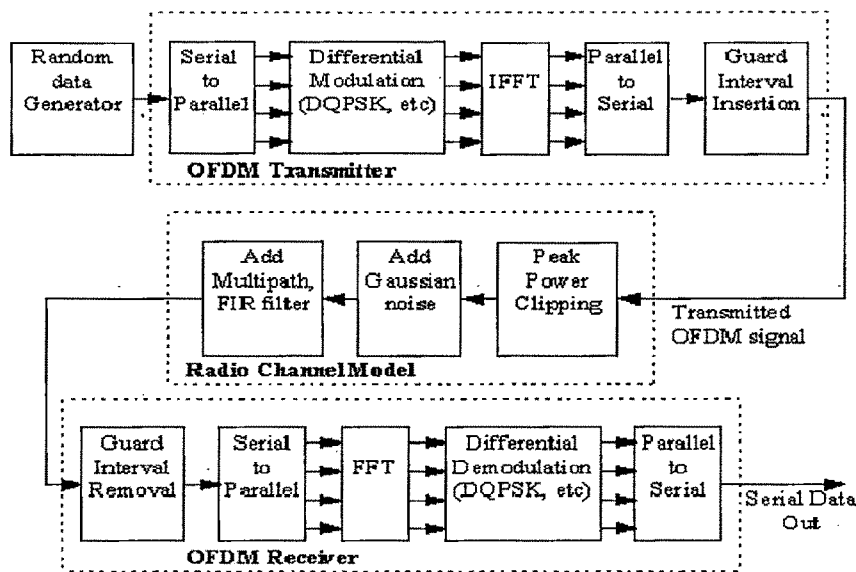 Random
data
Generator
Serial
to
Parallel
Differential
Modulation
(DQPSK, etc)
IFFT
Parallel
to
Serial
Guard
Interval
Insertion
OFDM Transmitter
Add
Multipath,
FIR filter
Add
Gaussian
noise
Peak
Power
Clipping
Transmitted
OFDM signal
Radio ChannelModel
Guard
Interval
Removal
Serial
to
Parallel
FFT
Differential
Demodulation
(DQPSK, etc)
Parallel
to
Serial
Serial Data
Out
OFDM Receiver